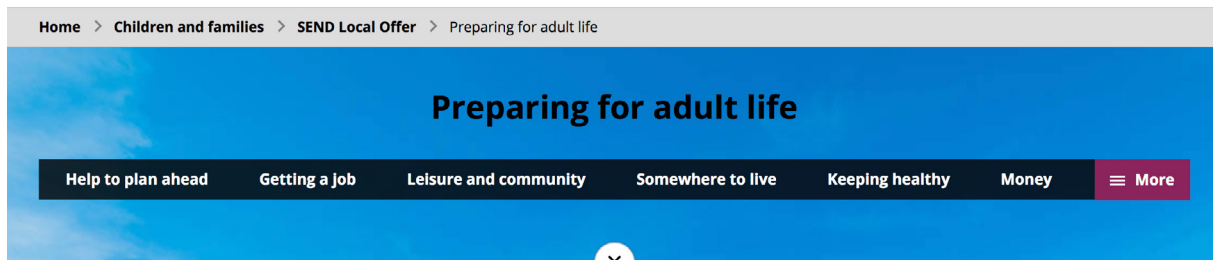 Home > Children and families > SEND Local Offer > Preparing for adult life
Preparing for adult life
Help to plan ahead Getting a job Leisure and community Somewhere to live Keeping healthy Money More